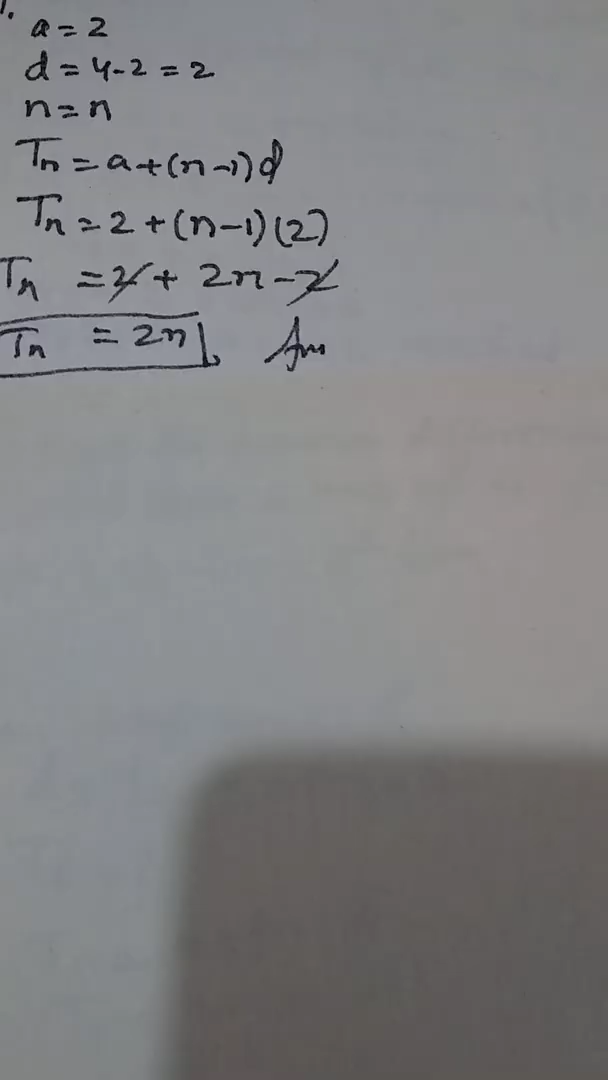 1.
a = 2
d = 4-2 = 2
n = n
Tn = a + (n-1)d
Tn = 2 + (n-1)(2)
Tn = 2 + 2n - 2
Tn = 2n Ans